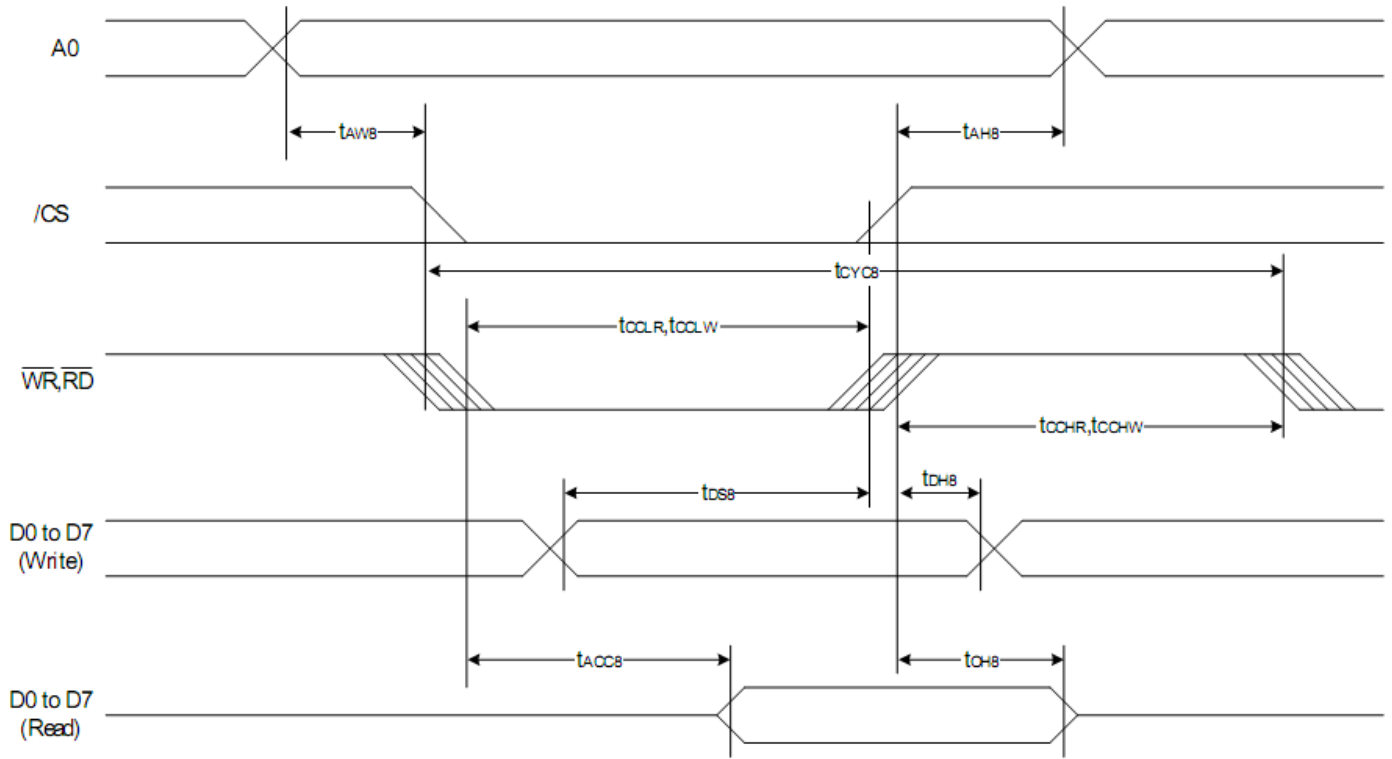 A0
tAW8
tAH8
/CS
tCYC8
tCCLR,tCCLW
WR,RD
tCCHR,tCCHW
tDS8
tDH8
D0 to D7
(Write)
tACC8
tOH8
D0 to D7
(Read)